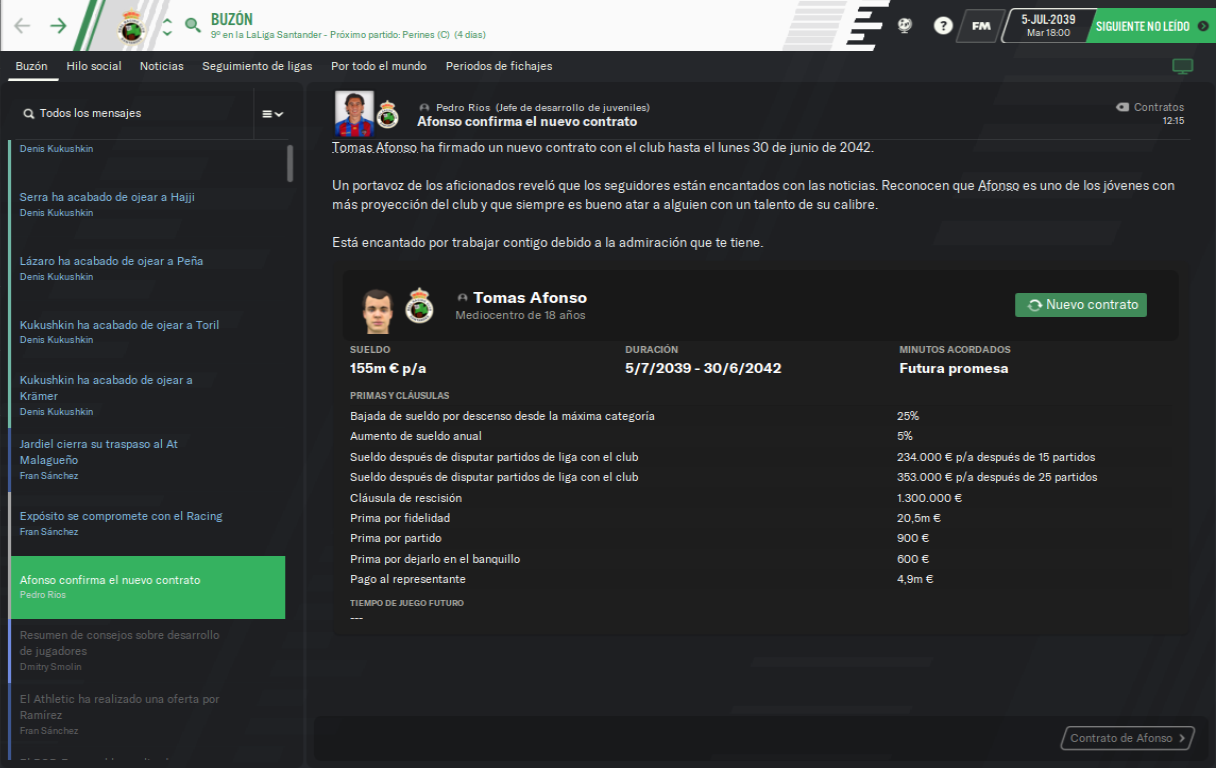 BUZÓN
9º en la LaLiga Santander - Próximo partido: Perines (C) (4 días)
?
FM
5-JUL-2039
Mar 18:00
SIGUIENTE NO LEÍDO
Buzón
Hilo social
Noticias
Seguimiento de ligas
Por todo el mundo
Periodos de fichajes
Todos los mensajes
Denis Kukushkin
Serra ha acabado de ojear a Hajji
Denis Kukushkin
Lázaro ha acabado de ojear a Peña
Denis Kukushkin
Kukushkin ha acabado de ojear a Toril
Denis Kukushkin
Kukushkin ha acabado de ojear a
Krämer
Denis Kukushkin
Jardiel cierra su traspaso al At
Malagueño
Fran Sánchez
Expósito se compromete con el Racing
Fran Sánchez
Afonso confirma el nuevo contrato
Pedro Ríos
Resumen de consejos sobre desarrollo
de jugadores
Dmitry Smolin
El Athletic ha realizado una oferta por
Ramírez
Fran Sánchez
Pedro Ríos (Jefe de desarrollo de juveniles)
Afonso confirma el nuevo contrato
Contratos
12:15
Tomas Afonso ha firmado un nuevo contrato con el club hasta el lunes 30 de junio de 2042.
Un portavoz de los aficionados reveló que los seguidores están encantados con las noticias. Reconocen que Afonso es uno de los jóvenes con
más proyección del club y que siempre es bueno atar a alguien con un talento de su calibre.
Está encantado por trabajar contigo debido a la admiración que te tiene.
Tomas Afonso
Mediocentro de 18 años
Nuevo contrato
SUELDO
DURACIÓN
MINUTOS ACORDADOS
155m € p/a
5/7/2039 - 30/6/2042
Futura promesa
PRIMAS Y CLÁUSULAS
Bajada de sueldo por descenso desde la máxima categoría 25%
Aumento de sueldo anual 5%
Sueldo después de disputar partidos de liga con el club 234.000 € p/a después de 15 partidos
Sueldo después de disputar partidos de liga con el club 353.000 € p/a después de 25 partidos
Cláusula de rescisión 1.300.000 €
Prima por fidelidad 20,5m €
Prima por partido 900 €
Prima por dejarlo en el banquillo 600 €
Pago al representante 4,9m €
TIEMPO DE JUEGO FUTURO
---
Contrato de Afonso